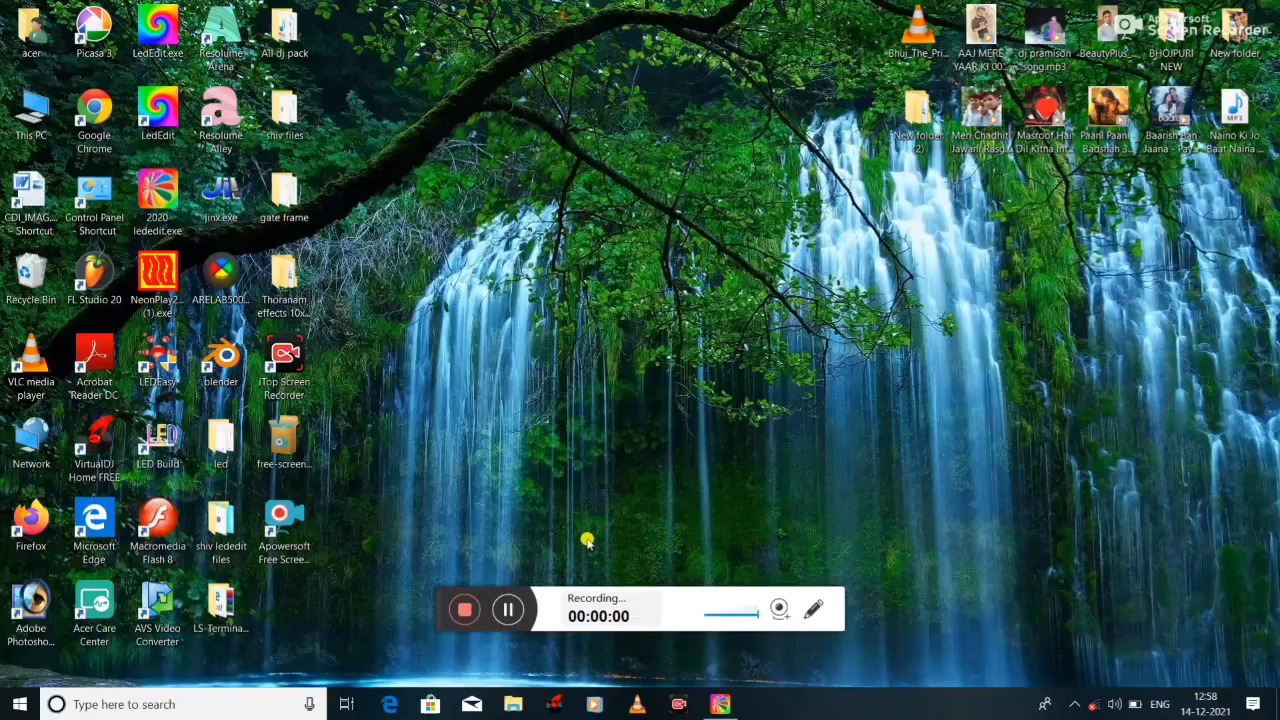 acer
Picasa 3
LedEdit.exe
Resolume
Arena
All dj pack
Bhuj_The_Pri...
AAJ MERE
YAAR KI 00...
dj pramison
song.mp3
BeautyPlus_...
BHOJPURI
NEW
New folder
Apowersoft
Screen Recorder
This PC
Google
Chrome
LedEdit
Resolume
Alley
shiv files
New folder
(2)
Meri Chadhit
Jawani Rasg...
Masroof Hai
Dil Kitna Int...
Paani Paani
Badshah 3...
Baarish Ban
Jaana - Pay...
Naino Ki Jo
Baat Naina ...
CDI_IMAG...
- Shortcut
Control Panel
- Shortcut
2020
lededit.exe
jinx.exe
gate frame
Recycle Bin
FL Studio 20
NeonPlay2...
(1).exe
ARELAB500...
Thoranam
effects 10x...
VLC media
player
Acrobat
Reader DC
LEDEasy
blender
iTop Screen
Recorder
Network
VirtualDJ
Home FREE
LED
LED Build
led
free-screen...
Firefox
Microsoft
Edge
Macromedia
Flash 8
shiv lededit
files
Apowersoft
Free Scree...
Adobe
Photosho...
Acer Care
Center
AVS Video
Converter
LS-Termina...
Recording...
00:00:00
Type here to search
ENG
12:58
14-12-2021